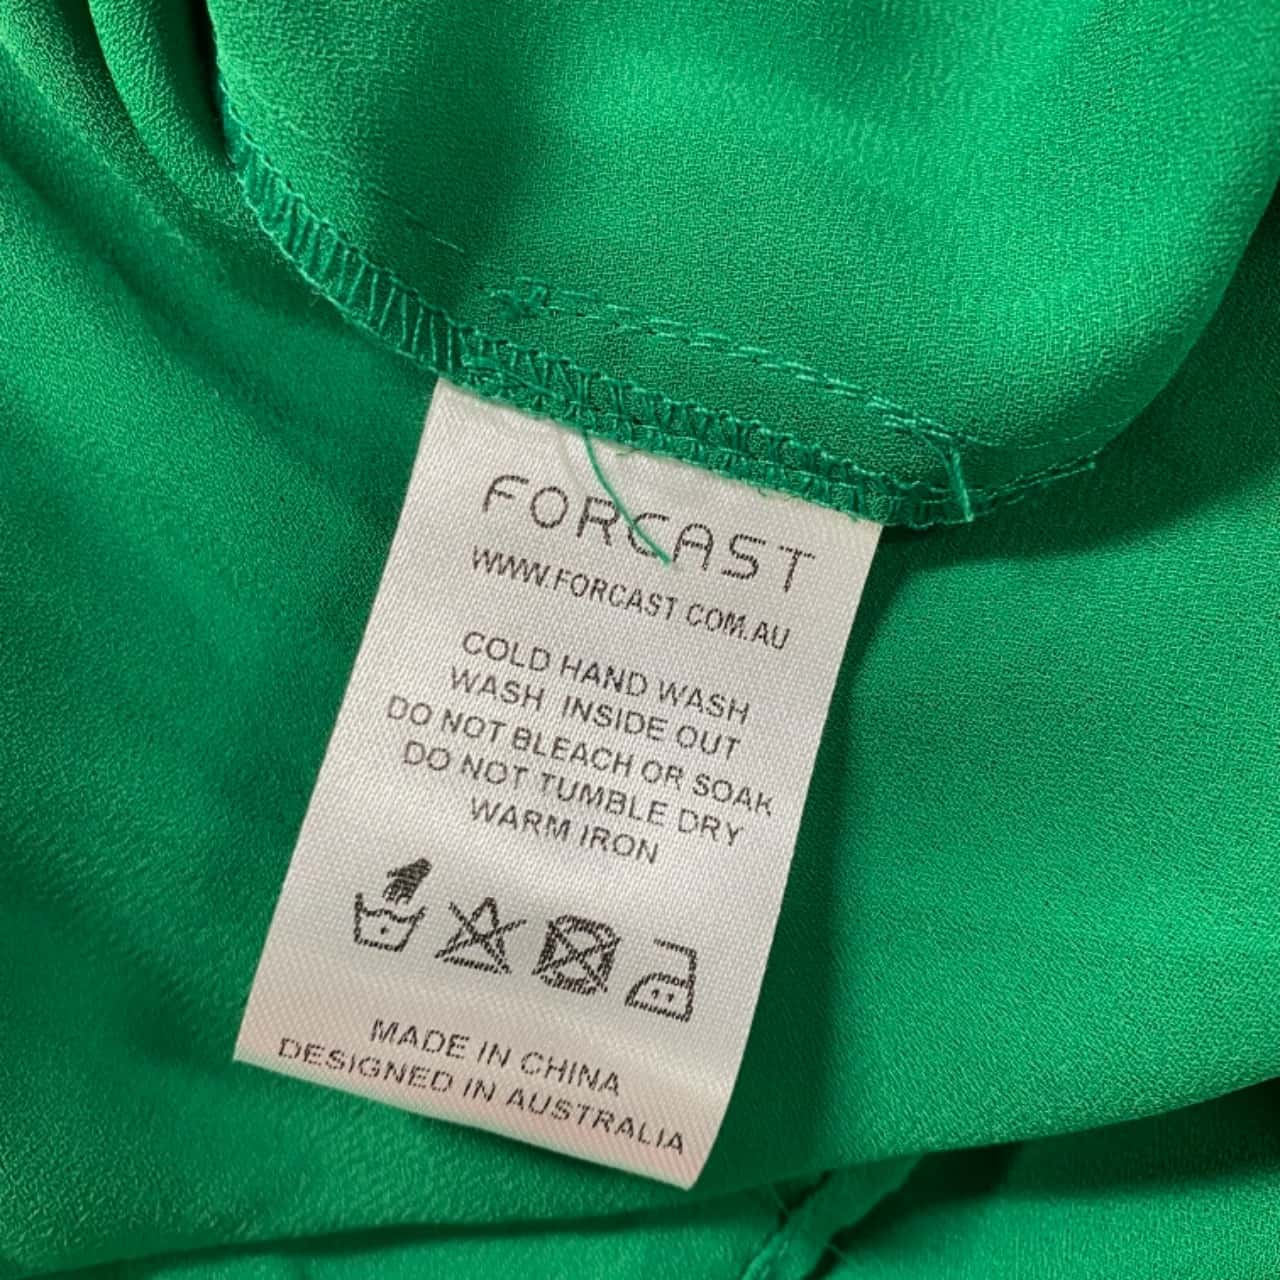 FORCAST
WWW.FORCAST.COM.AU
COLD HAND WASH
WASH INSIDE OUT
DO NOT BLEACH OR SOAK
DO NOT TUMBLE DRY
WARM IRON
MADE IN CHINA
DESIGNED IN AUSTRALIA